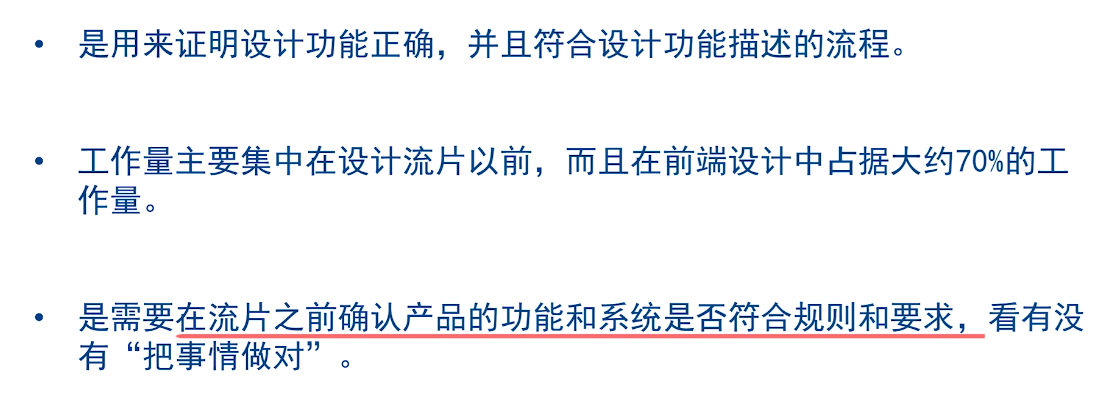 • 是用来证明设计功能正确，并且符合设计功能描述的流程。
• 工作量主要集中在设计流片以前，而且在前端设计中占据大约70%的工
作量。
• 是需要在流片之前确认产品的功能和系统是否符合规则和要求，看有没
有“把事情做对”。